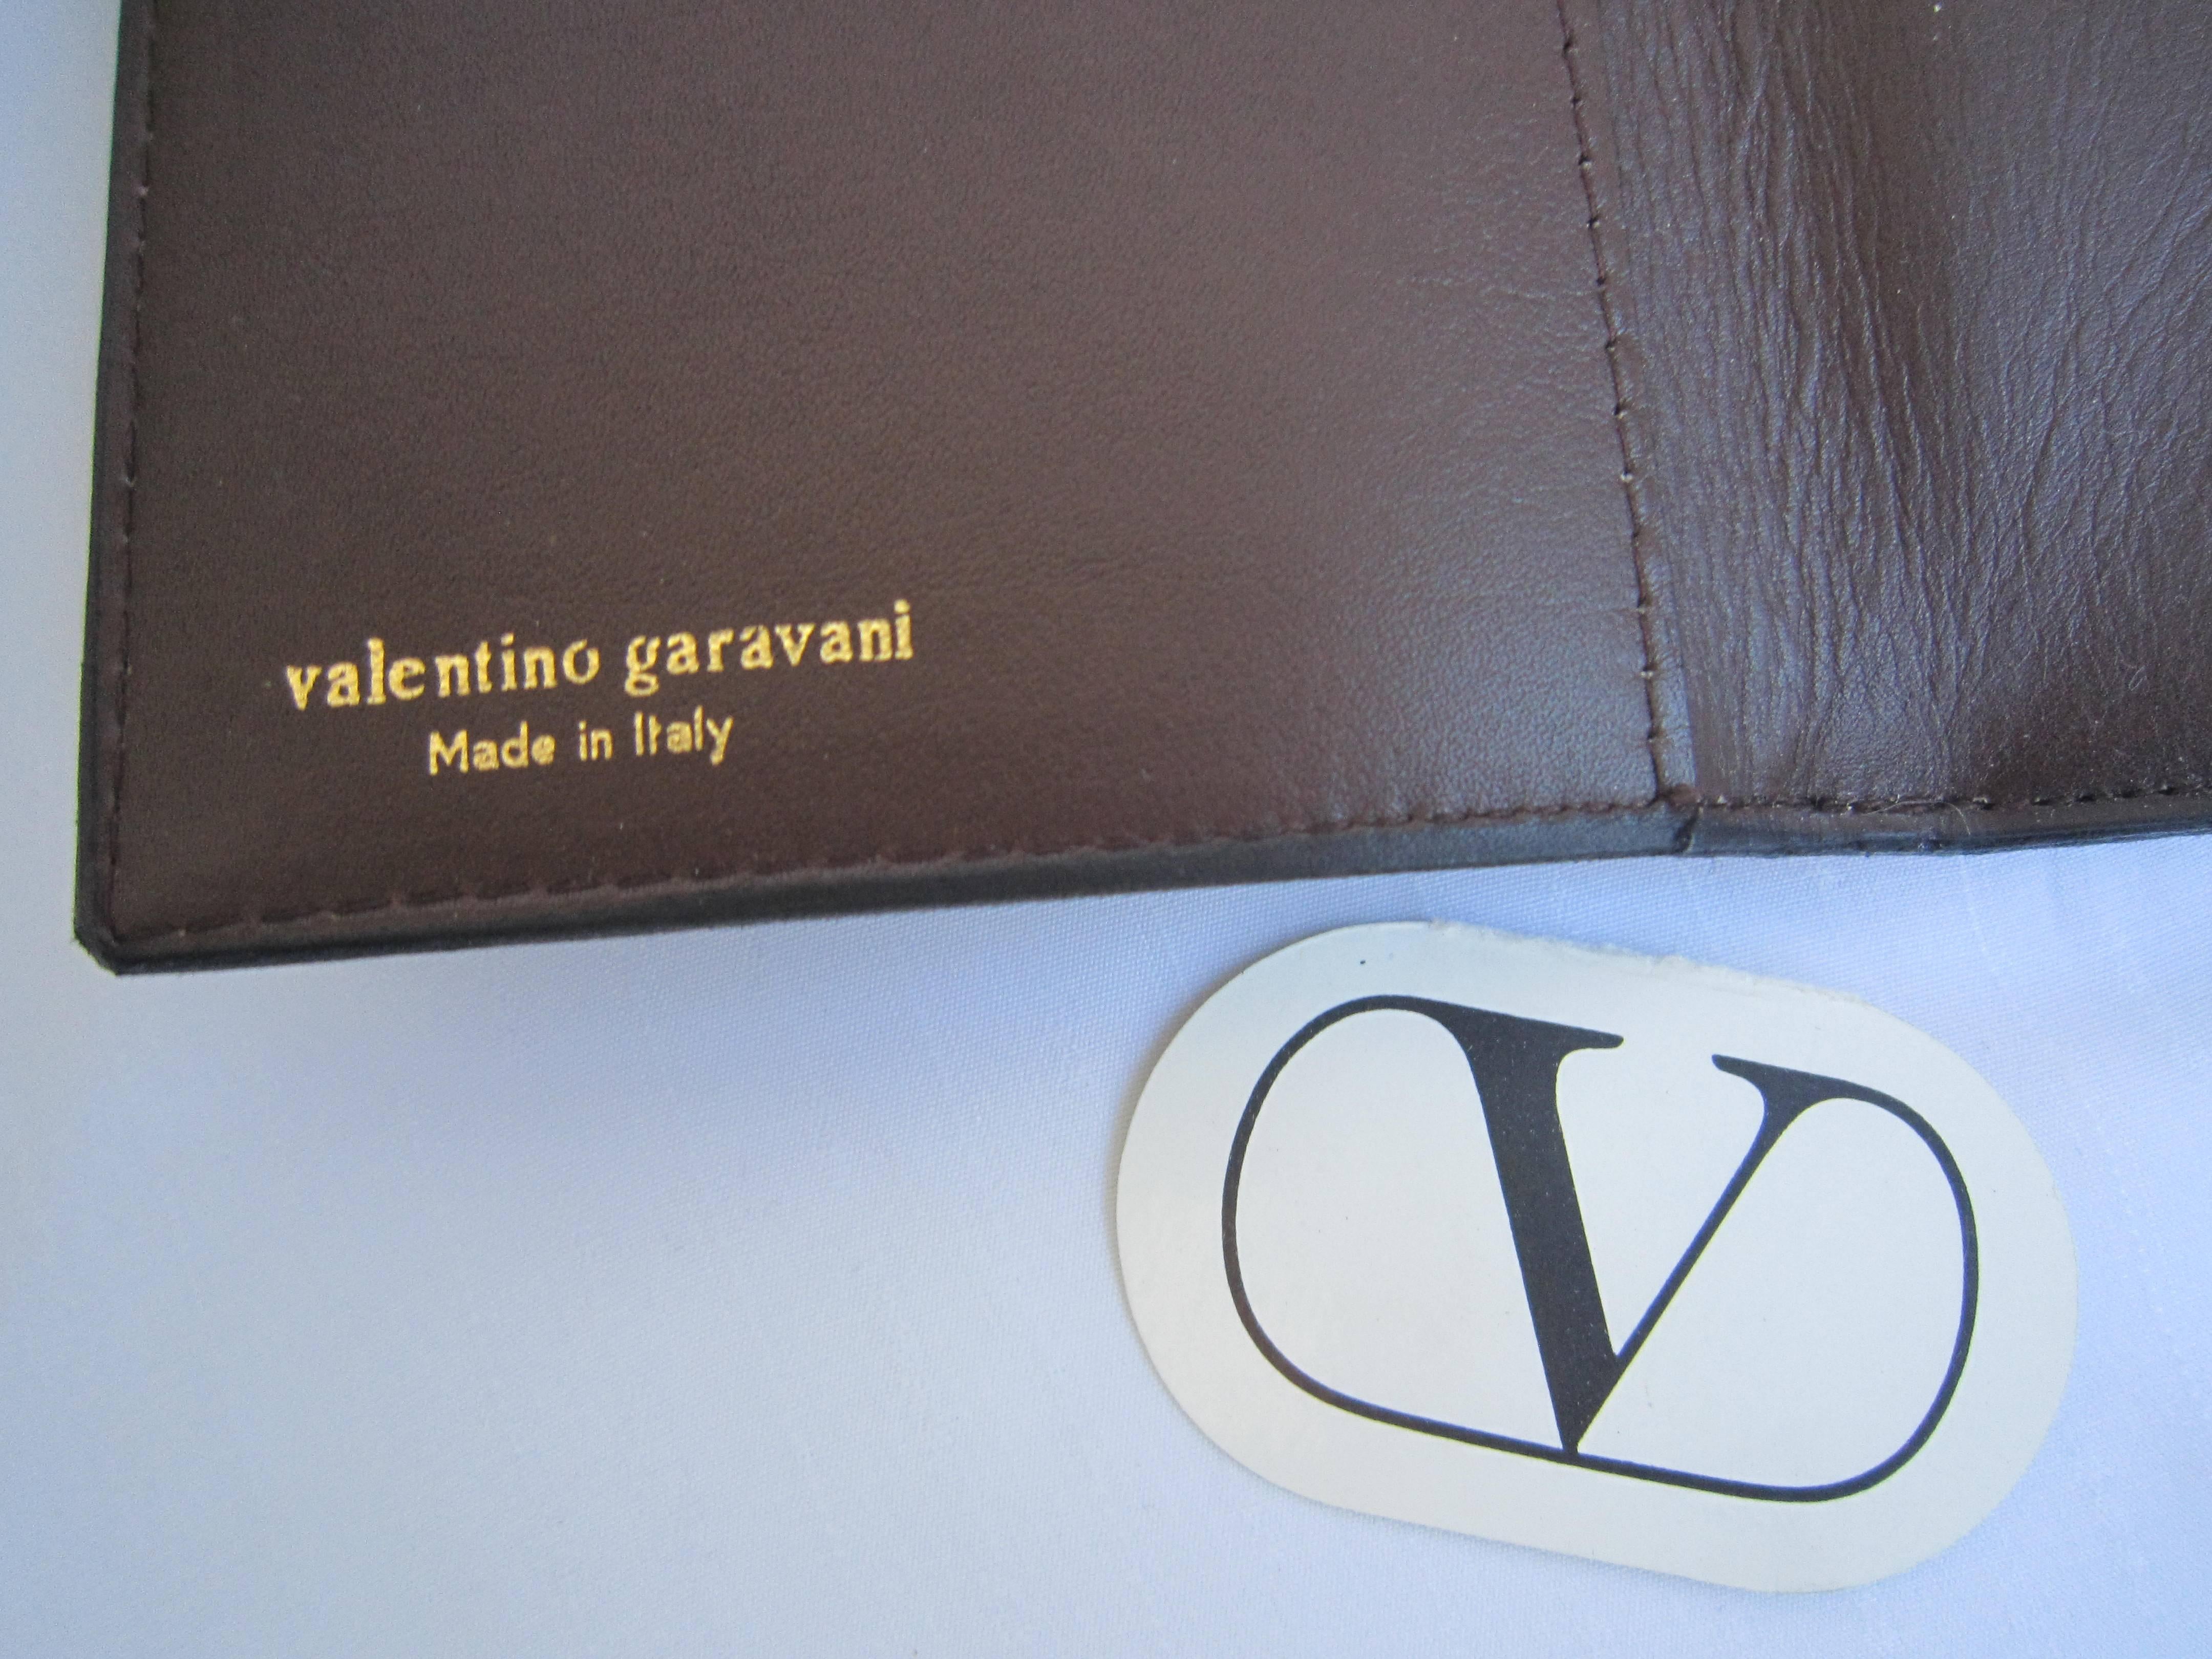 valentino garavani
Made in Italy
V